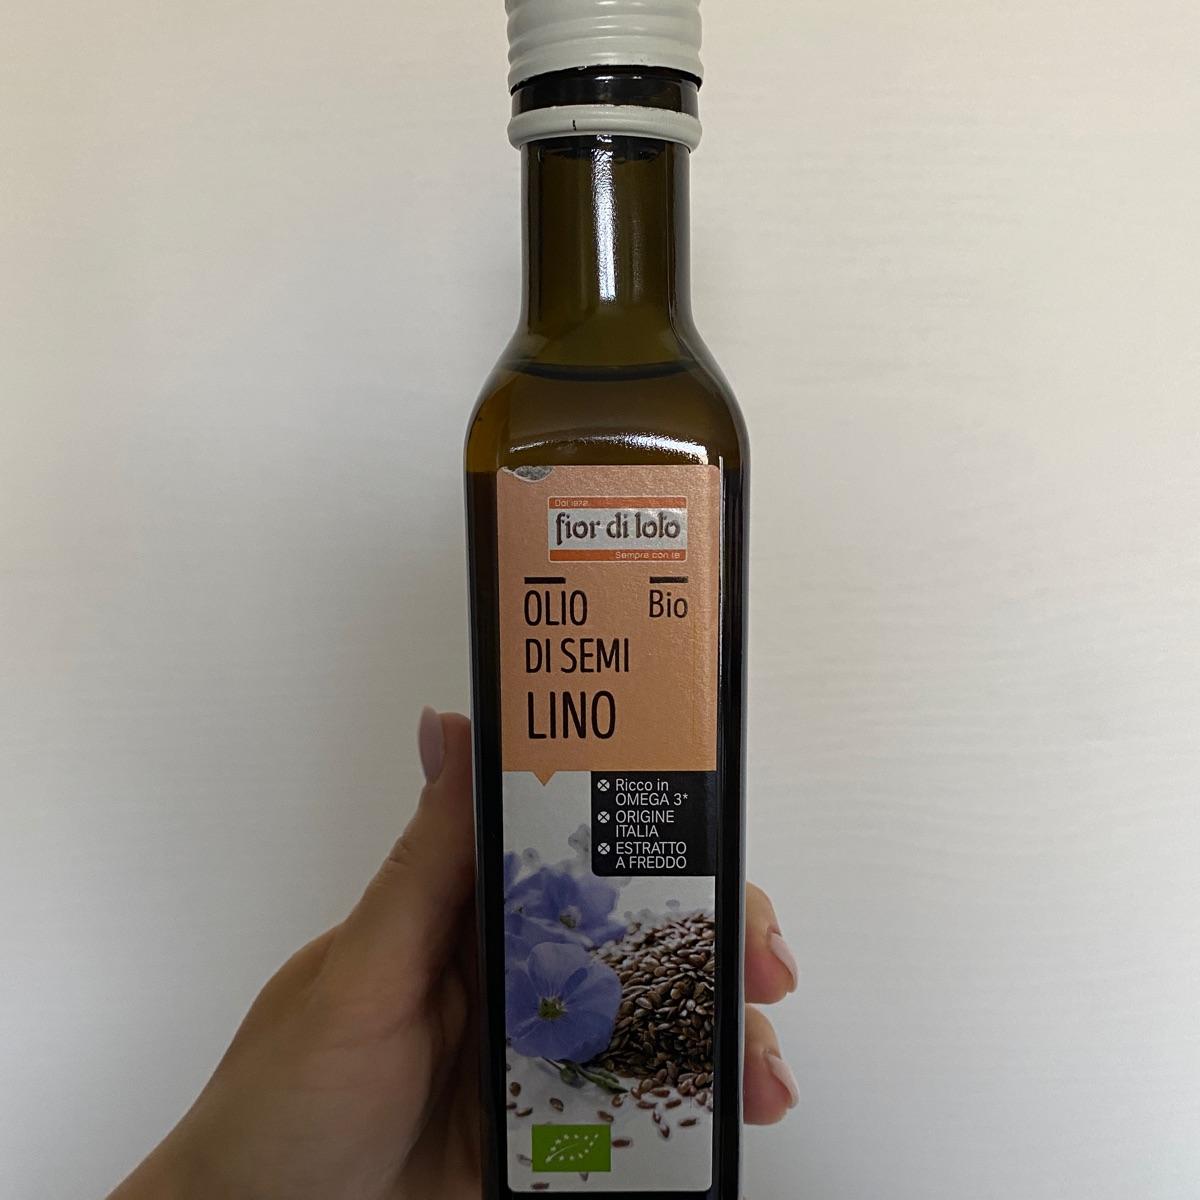 Dal 1972
fior di loto
Sempre con te
OLIO
DI SEMI
LINO
Bio
Ricco in
OMEGA 3*
ORIGINE
ITALIA
ESTRATTO
A FREDDO